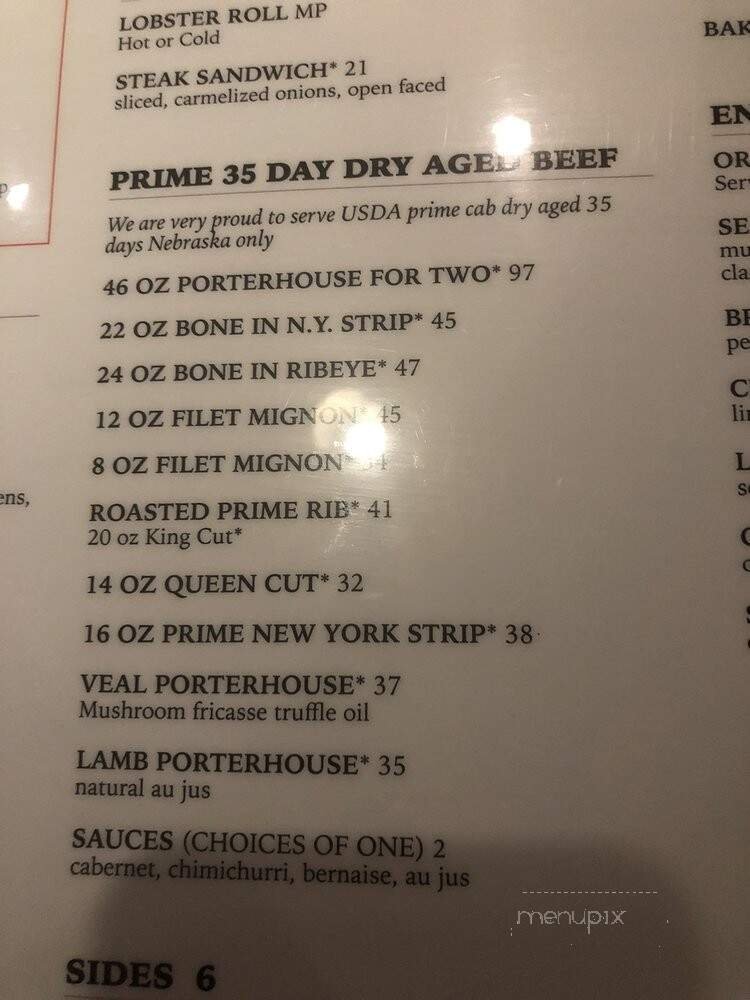 LOBSTER ROLL MP
Hot or Cold
STEAK SANDWICH* 21
sliced, carmelized onions, open faced
PRIME 35 DAY DRY AGED BEEF
We are very proud to serve USDA prime cab dry aged 35
days Nebraska only
46 OZ PORTERHOUSE FOR TWO* 97
22 OZ BONE IN N.Y. STRIP* 45
24 OZ BONE IN RIBEYE* 47
12 OZ FILET MIGNON* 45
8 OZ FILET MIGNON*
ROASTED PRIME RIB* 41
20 oz King Cut*
14 OZ QUEEN CUT* 32
16 OZ PRIME NEW YORK STRIP* 38
VEAL PORTERHOUSE* 37
Mushroom fricasse truffle oil
LAMB PORTERHOUSE* 35
natural au jus
SAUCES (CHOICES OF ONE) 2
cabernet, chimichurri, bernaise, au jus
SIDES 6
menupix